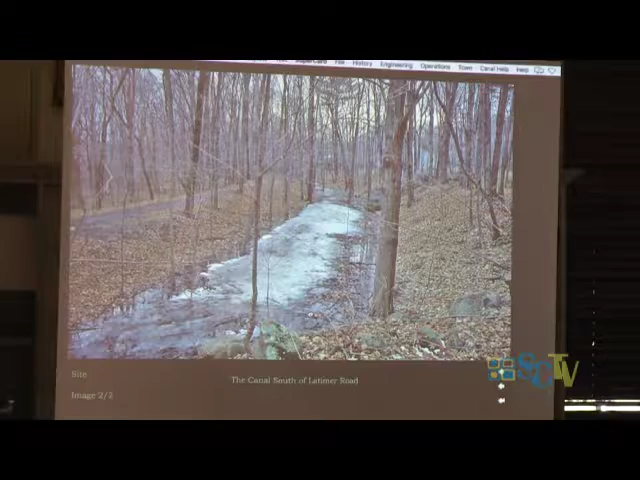 SuperCard File History Engineering Operations Town Canal Help Help
Site
The Canal South of Latimer Road
Image 2/2
SCTV